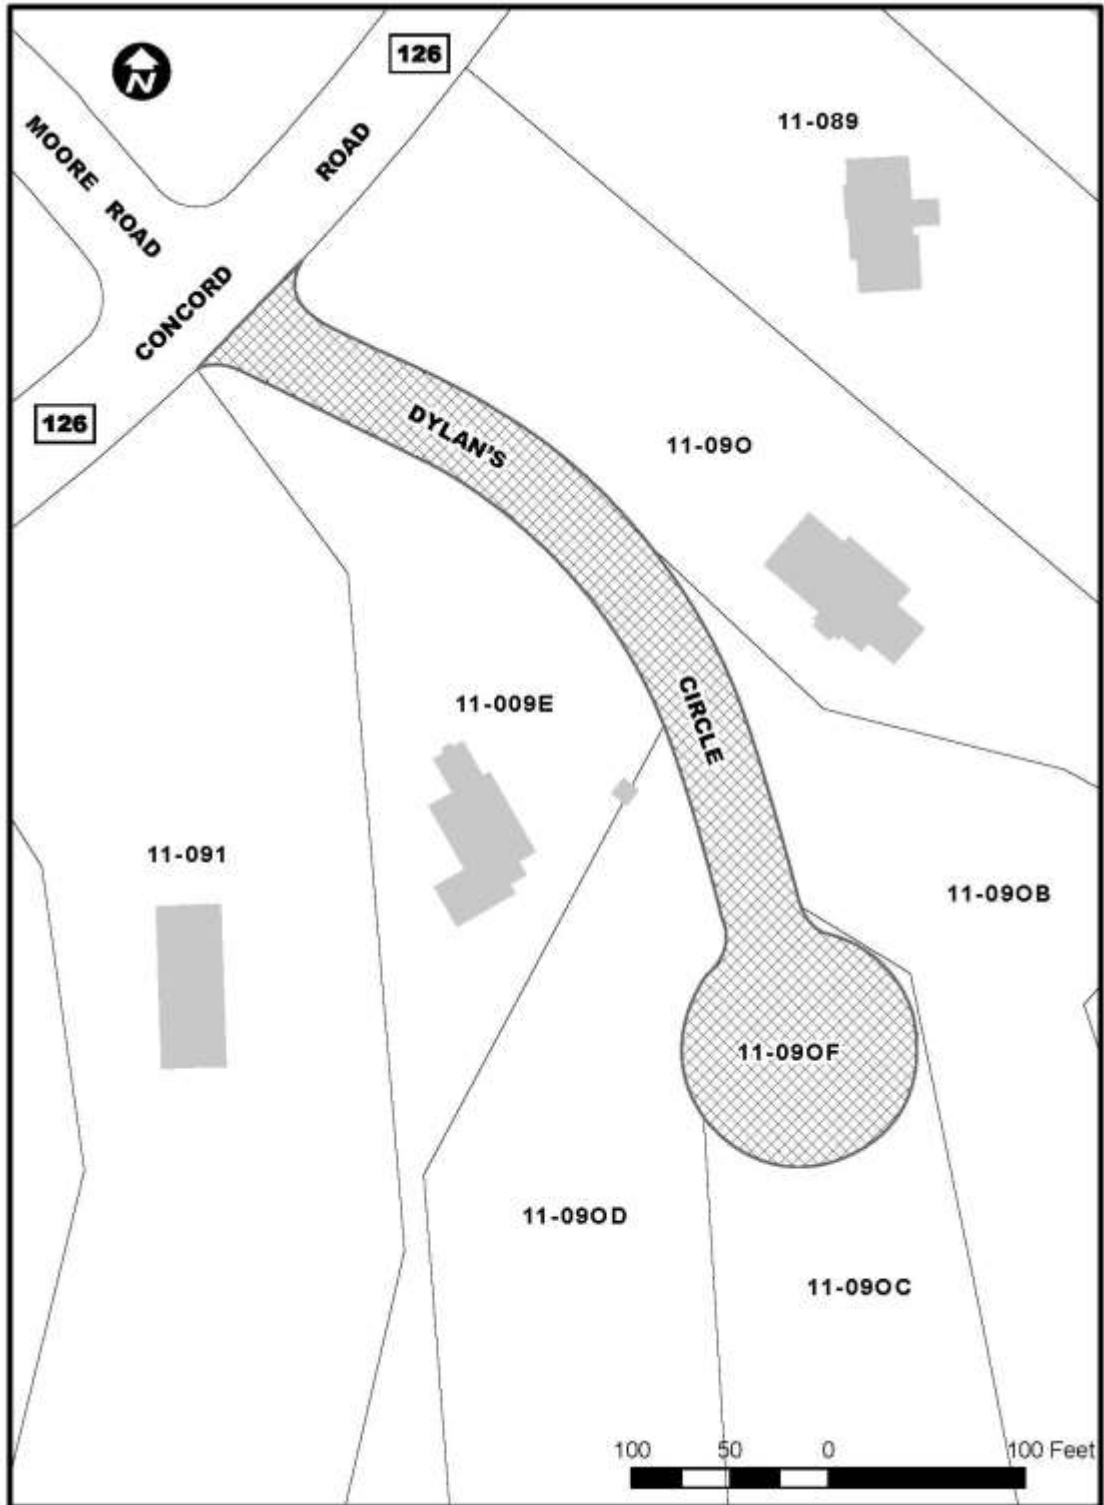 126
N
11-089
MOORE ROAD
ROAD
CONCORD
126
DYLAN'S
11-09O
CIRCLE
11-009E
11-091
11-09OB
11-09OF
11-09OD
11-09OC
100 50 0 100 Feet